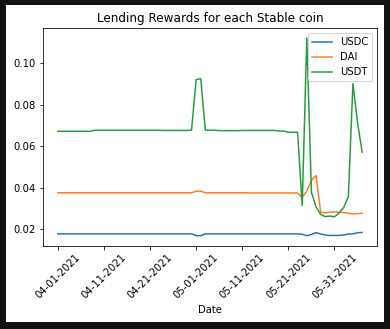 Lending Rewards for each Stable coin
USDC
DAI
USDT
0.10
0.08
0.06
0.04
0.02
04-01-2021
04-11-2021
04-21-2021
05-01-2021
05-11-2021
05-21-2021
05-31-2021
Date